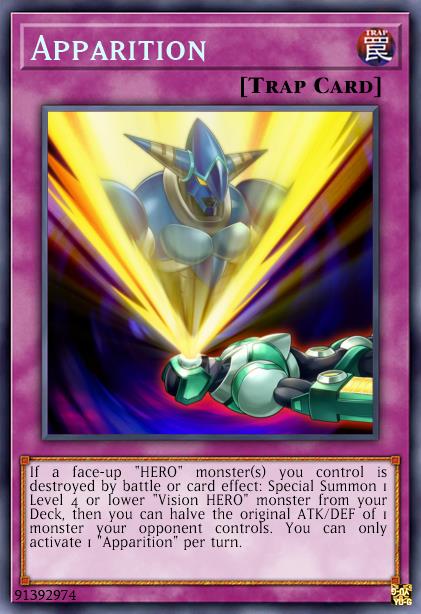 Apparition
TRAP
罠
[Trap Card]
If a face-up "HERO" monster(s) you control is
destroyed by battle or card effect: Special Summon 1
Level 4 or lower "Vision HERO" monster from your
Deck, then you can halve the original ATK/DEF of 1
monster your opponent controls. You can only
activate 1 "Apparition" per turn.
91392974